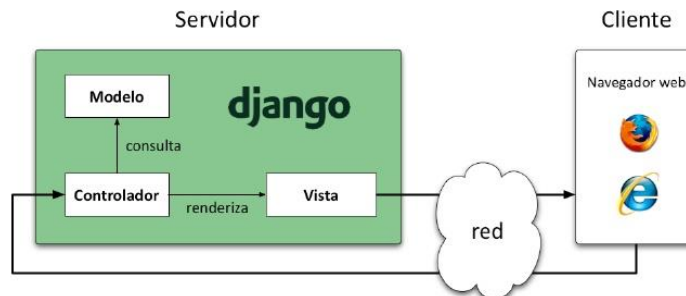 Servidor
Cliente
Modelo
django
Navegador web
consulta
Controlador
renderiza
Vista
red